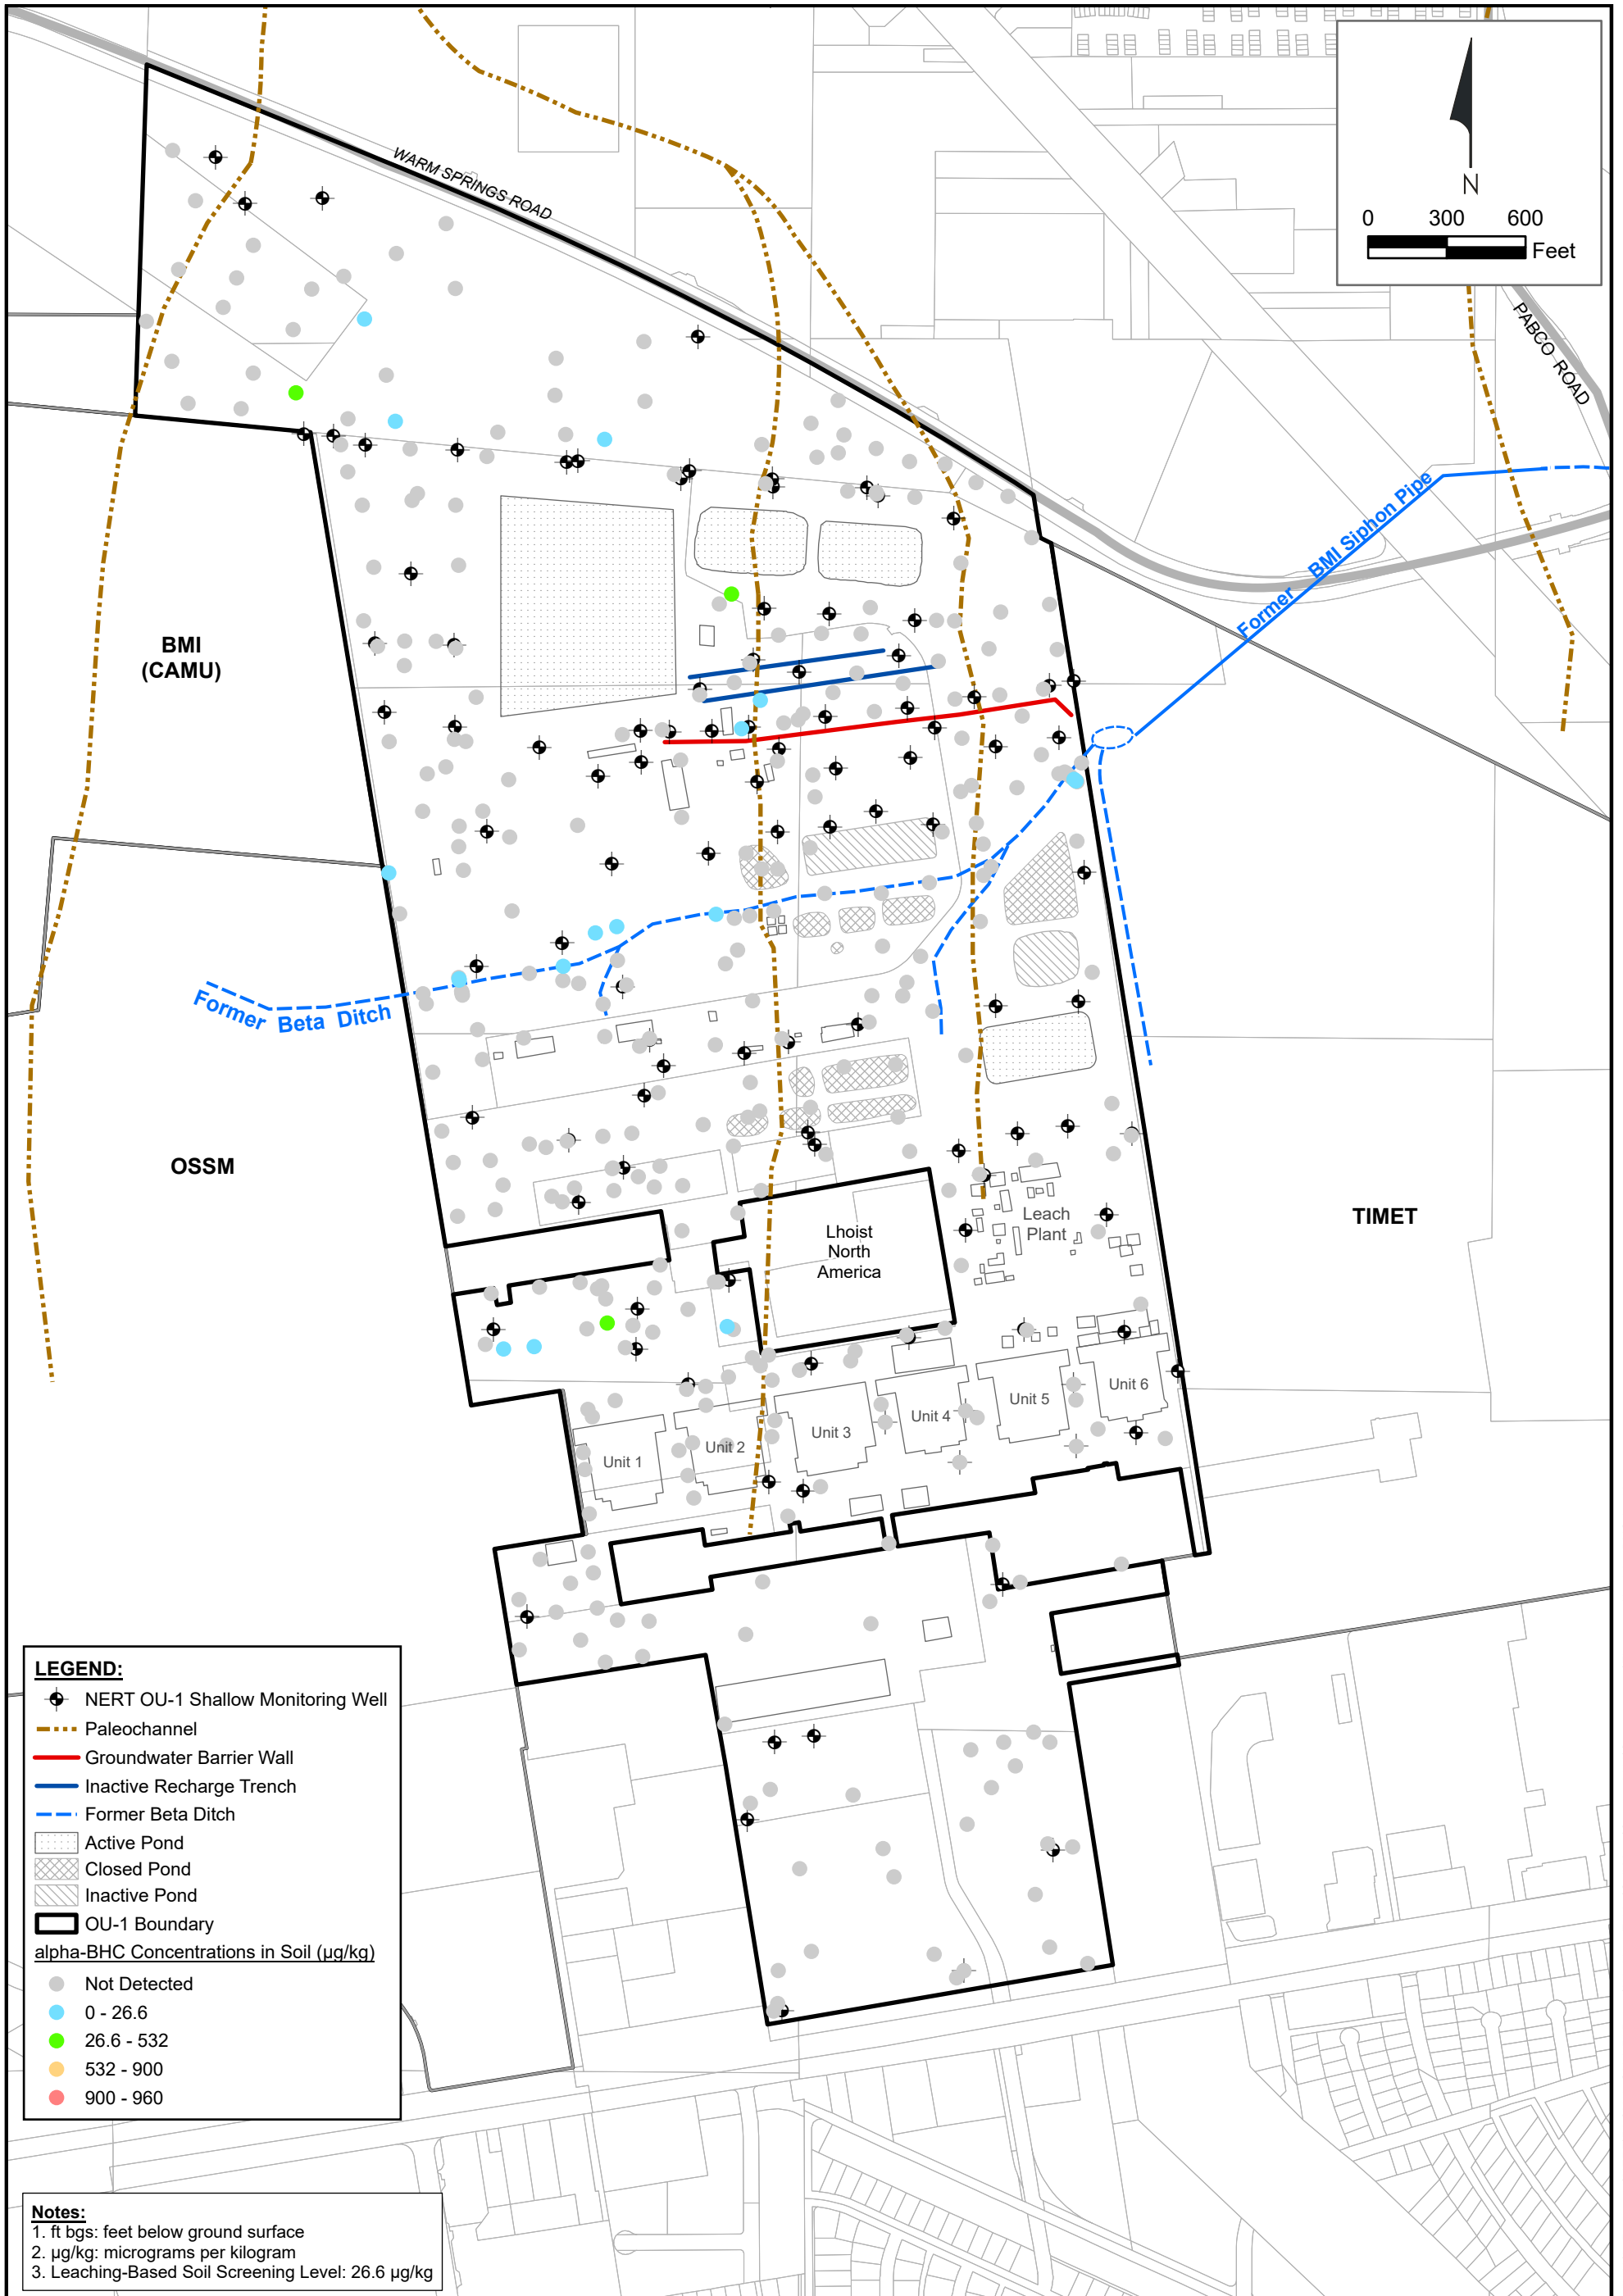 WARM SPRINGS ROAD
N
0 300 600
Feet
PABCO ROAD
Former BMI Siphon Pipe
BMI
(CAMU)
Former Beta Ditch
OSSM
TIMET
Lhoist
North
America
Leach
Plant
Unit 1
Unit 2
Unit 3
Unit 4
Unit 5
Unit 6
LEGEND:
NERT OU-1 Shallow Monitoring Well
Paleochannel
Groundwater Barrier Wall
Inactive Recharge Trench
Former Beta Ditch
Active Pond
Closed Pond
Inactive Pond
OU-1 Boundary
alpha-BHC Concentrations in Soil (µg/kg)
Not Detected
0 - 26.6
26.6 - 532
532 - 900
900 - 960
Notes:
1. ft bgs: feet below ground surface
2. µg/kg: micrograms per kilogram
3. Leaching-Based Soil Screening Level: 26.6 µg/kg